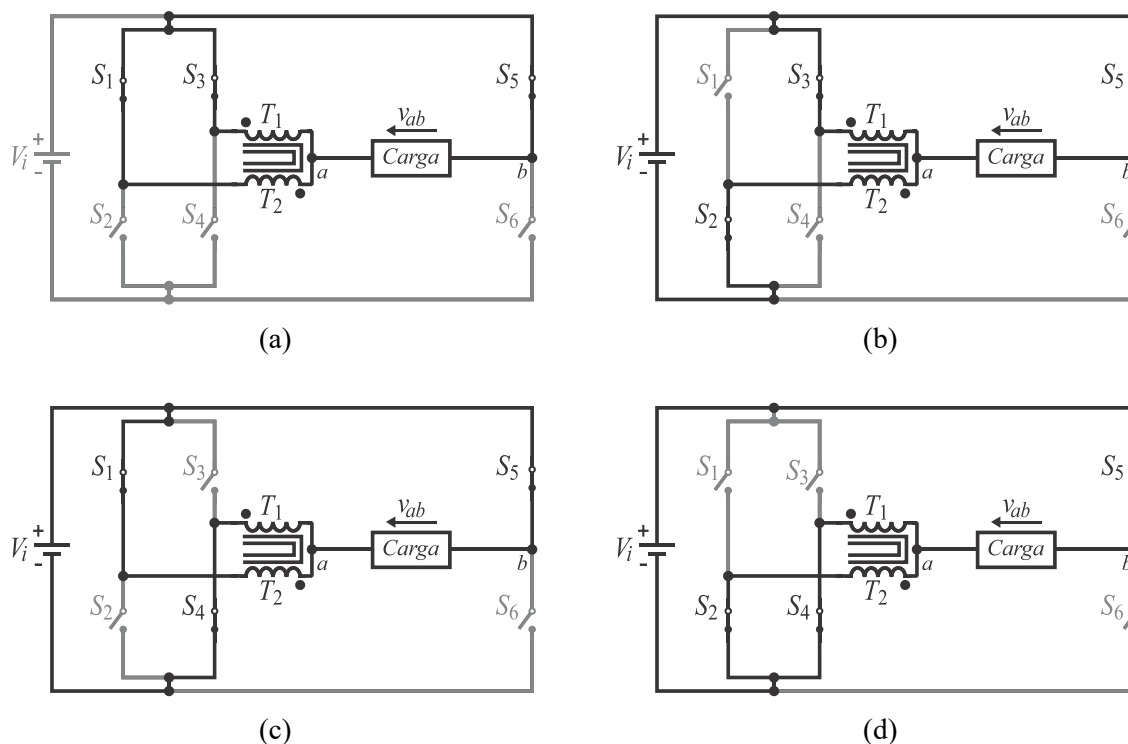 S1 S3 S5
T1 vab
Vi + - Carga
a b
T2
S2 S4 S6
(a)
S1 S3 S5
T1 vab
Vi + - Carga
a b
T2
S2 S4 S6
(b)
S1 S3 S5
T1 vab
Vi + - Carga
a b
T2
S2 S4 S6
(c)
S1 S3 S5
T1 vab
Vi + - Carga
a b
T2
S2 S4 S6
(d)